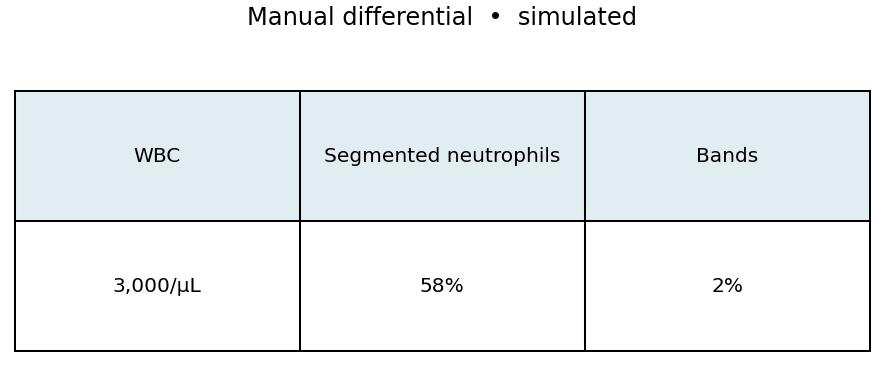 Manual differential • simulated
WBC Segmented neutrophils Bands
3,000/µL 58% 2%